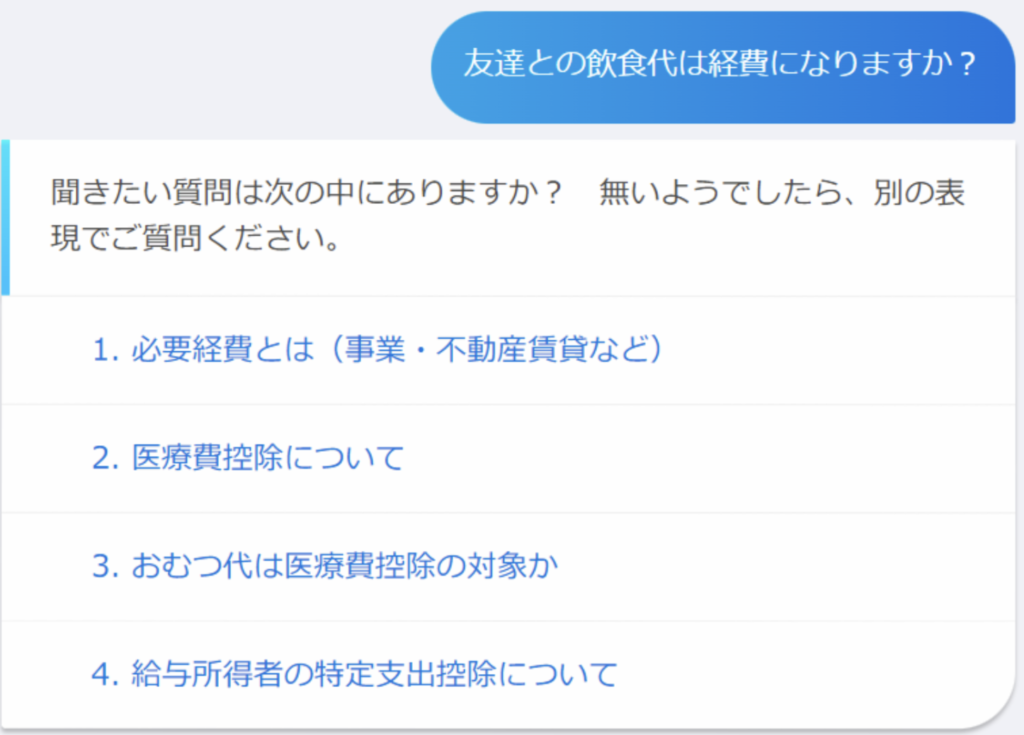 友達との飲食代は経費になりますか？
聞きたい質問は次の中にありますか？　無いようでしたら、別の表
現でご質問ください。
1. 必要経費とは（事業・不動産賃貸など）
2. 医療費控除について
3. おむつ代は医療費控除の対象か
4. 給与所得者の特定支出控除について